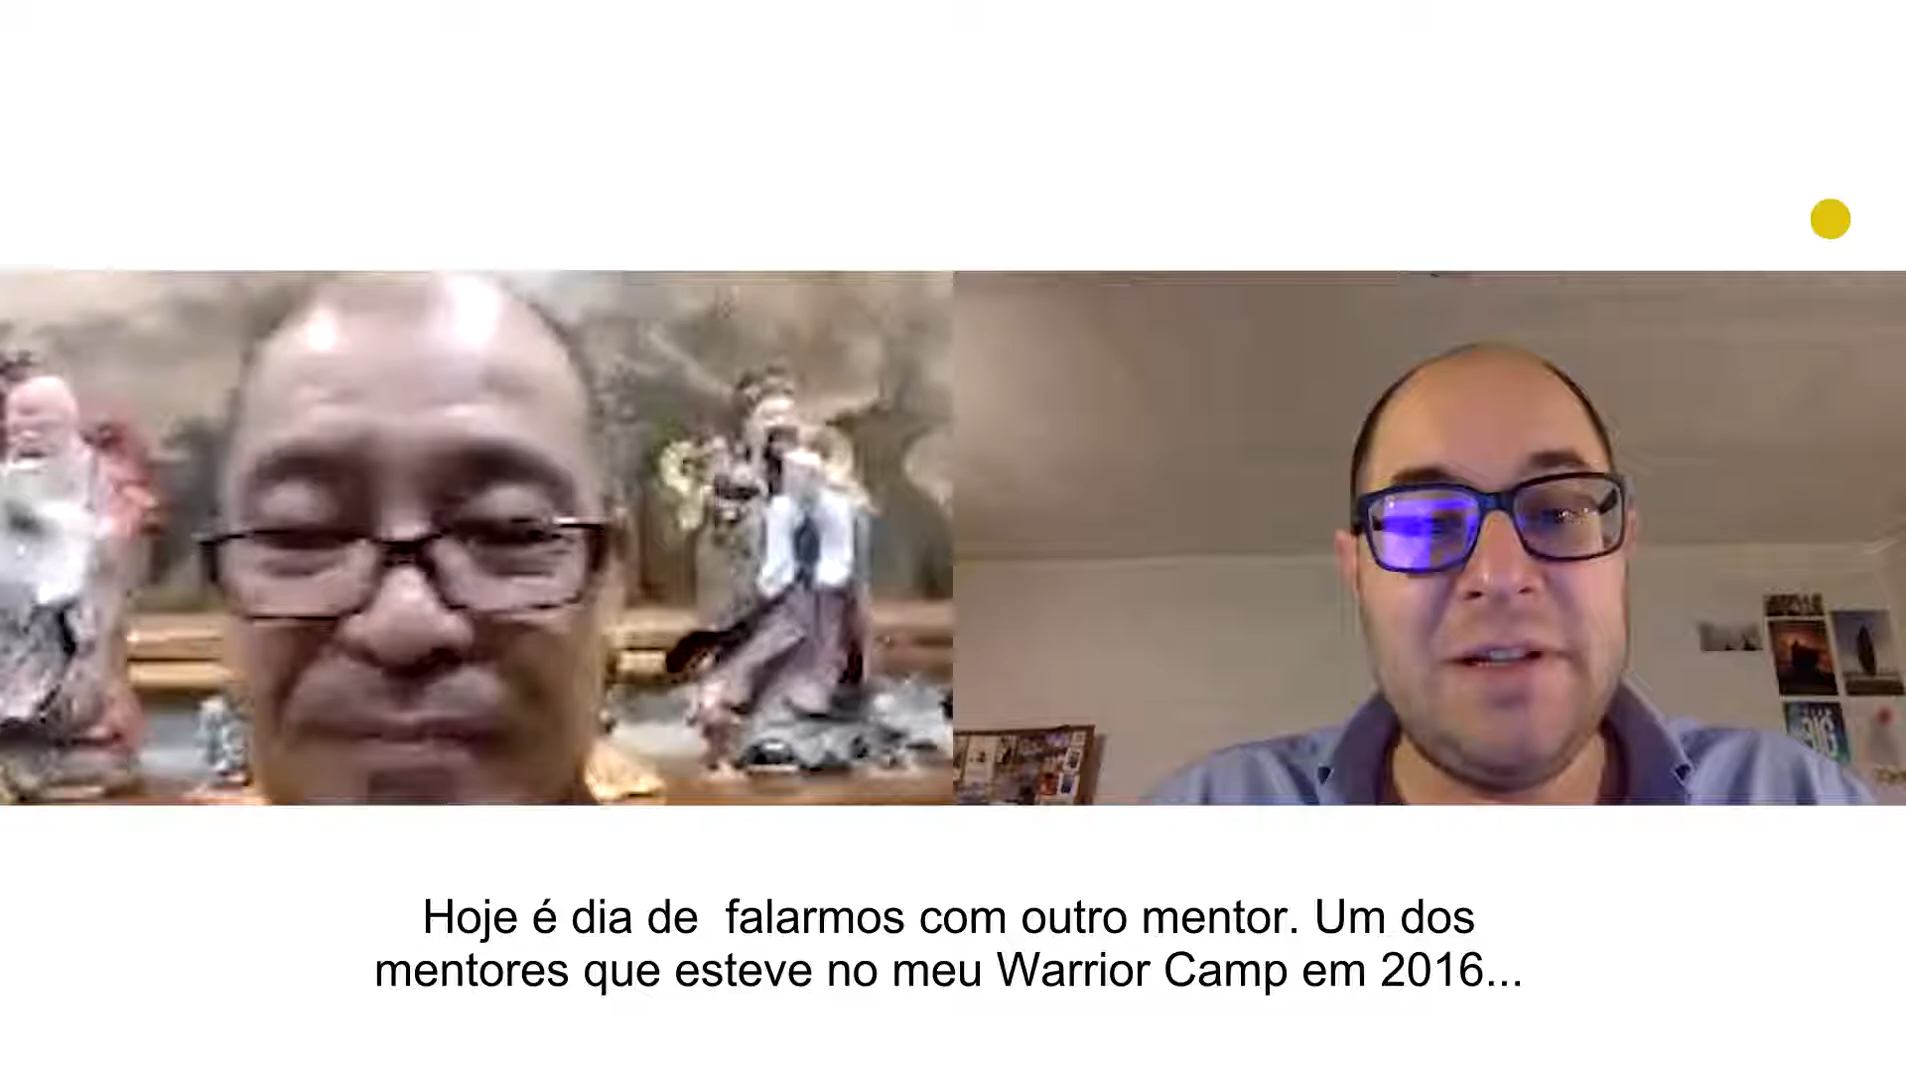 Hoje é dia de  falarmos com outro mentor. Um dos
mentores que esteve no meu Warrior Camp em 2016...